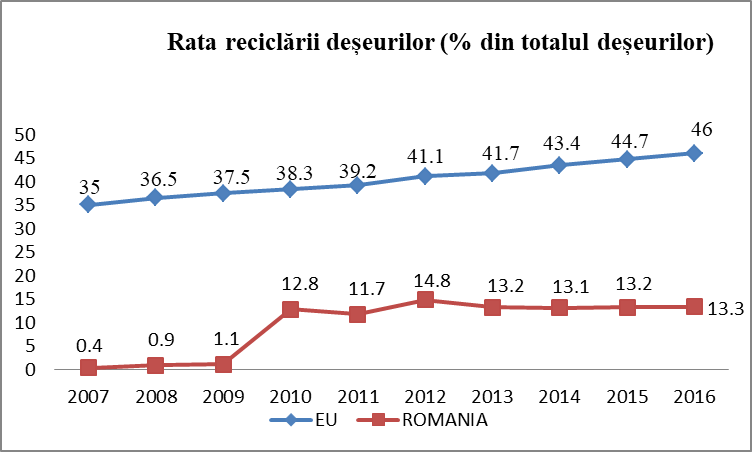 Rata reciclării deșeurilor (% din totalul deșeurilor)
50
45
40
35
30
25
20
15
10
5
0
35 36.5 37.5 38.3 39.2 41.1 41.7 43.4 44.7 46
0.4 0.9 1.1 12.8 11.7 14.8 13.2 13.1 13.2 13.3
2007 2008 2009 2010 2011 2012 2013 2014 2015 2016
EU ROMANIA